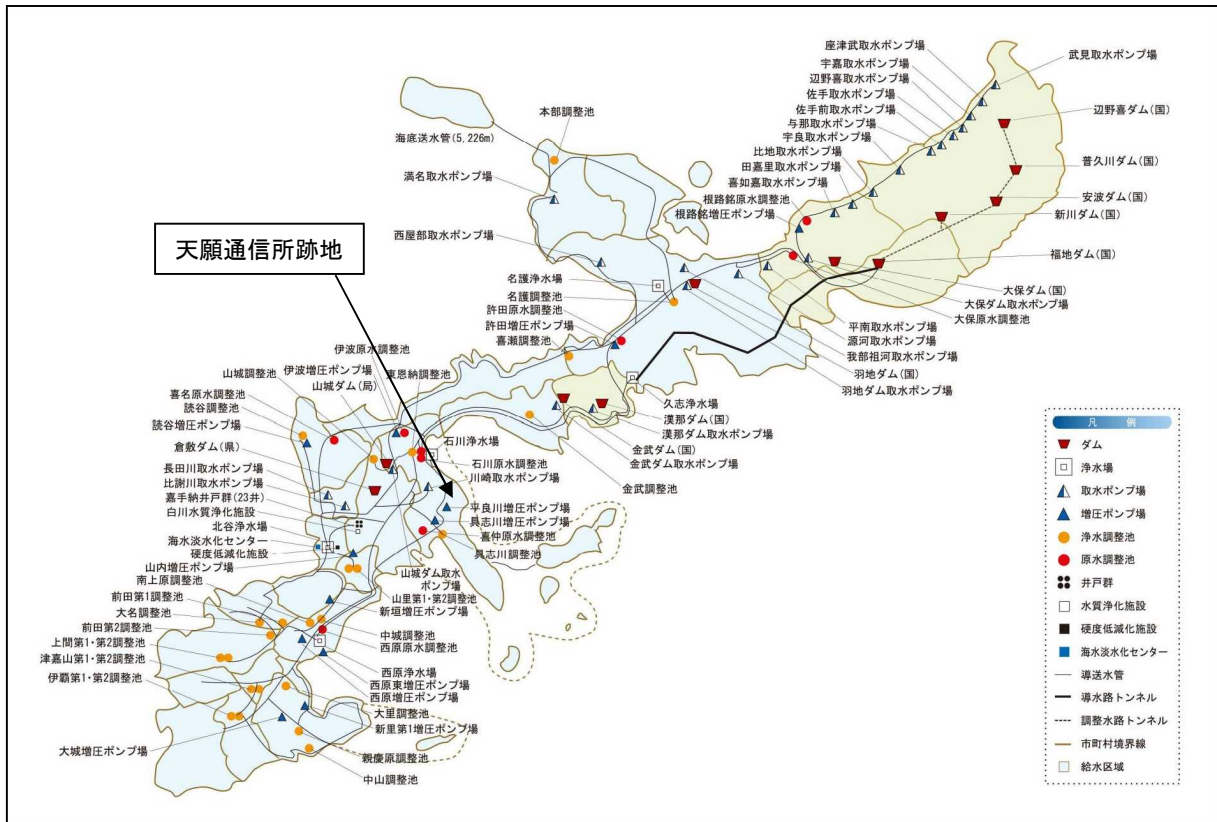 座津武取水ポンプ場
宇嘉取水ポンプ場
辺野喜取水ポンプ場
佐手取水ポンプ場
佐手前取水ポンプ場
与那取水ポンプ場
宇良取水ポンプ場
比地取水ポンプ場
田嘉里取水ポンプ場
喜如嘉取水ポンプ場
根路銘原水調整池
根路銘増圧ポンプ場
武見取水ポンプ場
辺野喜ダム(国)
普久川ダム(国)
安波ダム(国)
新川ダム(国)
福地ダム(国)
大保ダム(国)
大保ダム取水ポンプ場
大保原水調整池
平南取水ポンプ場
源河取水ポンプ場
我部祖河取水ポンプ場
羽地ダム(国)
羽地ダム取水ポンプ場
本部調整池
海底送水管(5,226m)
満名取水ポンプ場
西屋部取水ポンプ場
天願通信所跡地
名護浄水場
名護調整池
許田原水調整池
許田増圧ポンプ場
喜瀬調整池
久志浄水場
漢那ダム(国)
漢那ダム取水ポンプ場
金武ダム(国)
金武ダム取水ポンプ場
金武調整池
伊波原水調整池
伊波増圧ポンプ場
東恩納調整池
山城ダム(局)
山城調整池
喜名原水調整池
読谷調整池
読谷増圧ポンプ場
倉敷ダム(県)
長田川取水ポンプ場
比謝川取水ポンプ場
嘉手納井戸群(23井)
白川水質浄化施設
北谷浄水場
海水淡水化センター
硬度低減化施設
山内増圧ポンプ場
南上原調整池
前田第1調整池
大名調整池
前田第2調整池
上間第1・第2調整池
津嘉山第1・第2調整池
伊覇第1・第2調整池
大城増圧ポンプ場
石川浄水場
石川原水調整池
川崎取水ポンプ場
平良川増圧ポンプ場
具志川増圧ポンプ場
喜仲原水調整池
具志川調整池
山城ダム取水
ポンプ場
山里第1・第2調整池
新垣増圧ポンプ場
中城調整池
西原原水調整池
西原浄水場
西原東増圧ポンプ場
西原増圧ポンプ場
大里調整池
新里第1増圧ポンプ場
親慶原調整池
中山調整池
凡 例
ダム
浄水場
取水ポンプ場
増圧ポンプ場
浄水調整池
原水調整池
井戸群
水質浄化施設
硬度低減化施設
海水淡水化センター
導送水管
導水路トンネル
調整水路トンネル
市町村境界線
給水区域